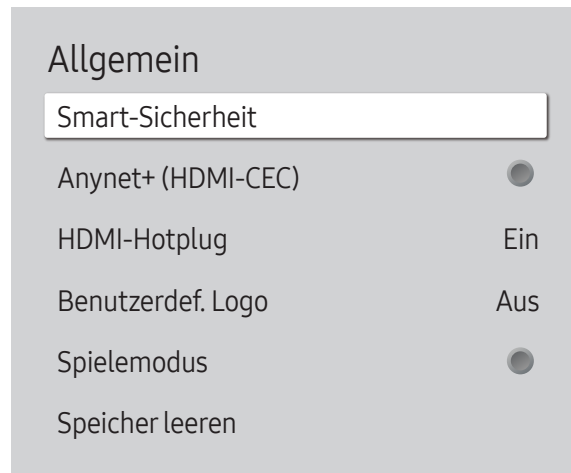 Allgemein
Smart-Sicherheit
Anynet+ (HDMI-CEC)
HDMI-Hotplug Ein
Benutzerdef. Logo Aus
Spielemodus
Speicher leeren